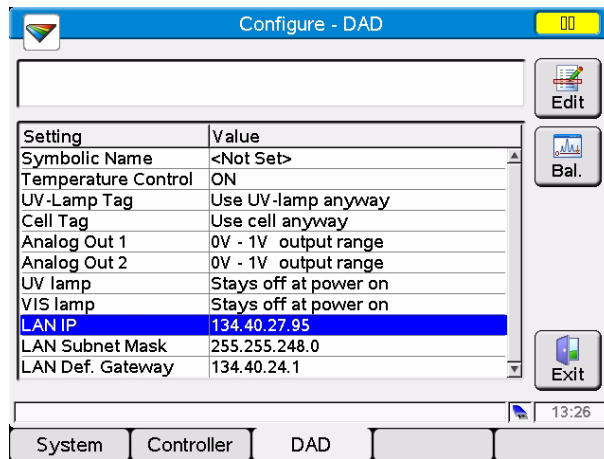 Configure - DAD
Edit
Setting Value
Symbolic Name <Not Set>
Temperature Control ON
UV-Lamp Tag Use UV-lamp anyway
Cell Tag Use cell anyway
Analog Out 1 0V - 1V output range
Analog Out 2 0V - 1V output range
UV lamp Stays off at power on
VIS lamp Stays off at power on
LAN IP 134.40.27.95
LAN Subnet Mask 255.255.248.0
LAN Def. Gateway 134.40.24.1
Bal.
Exit
13:26
System Controller DAD